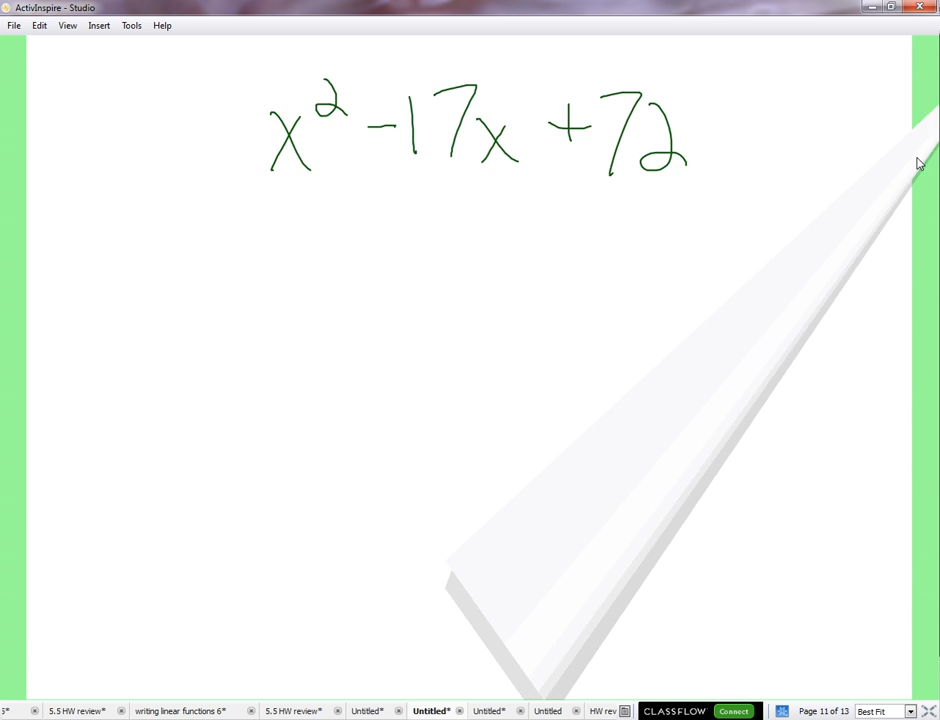 ActivInspire - Studio
File Edit View Insert Tools Help
x² -17x +72
5* 5.5 HW review* writing linear functions 6* 5.5 HW review* Untitled* Untitled* Untitled* Untitled HW rev CLASSFLOW Connect Page 11 of 13 Best Fit